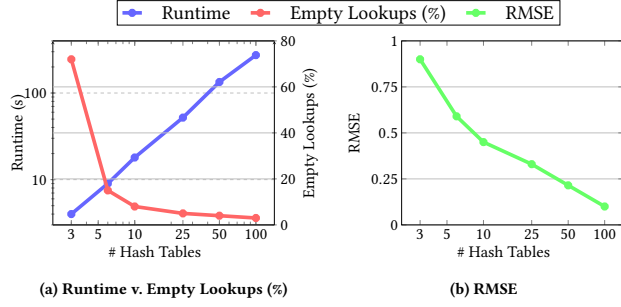 Runtime Empty Lookups (%) RMSE
80
60
40
20
0
100
10
Runtime (s)
Empty Lookups (%)
3 5 10 25 50 100
# Hash Tables
1
0.75
0.5
0.25
0
RMSE
3 5 10 25 50 100
# Hash Tables
(a) Runtime v. Empty Lookups (%)
(b) RMSE